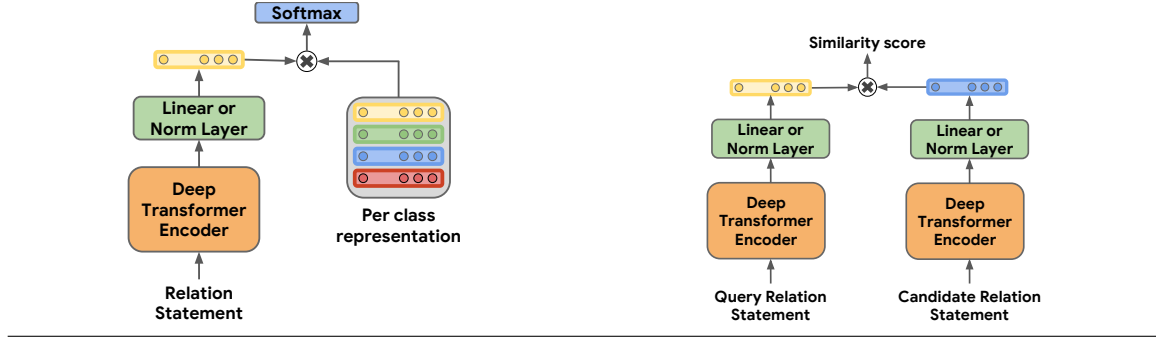 Softmax
Linear or
Norm Layer
Deep
Transformer
Encoder
Relation
Statement
Per class
representation
Similarity score
Linear or
Norm Layer
Deep
Transformer
Encoder
Query Relation
Statement
Linear or
Norm Layer
Deep
Transformer
Encoder
Candidate Relation
Statement